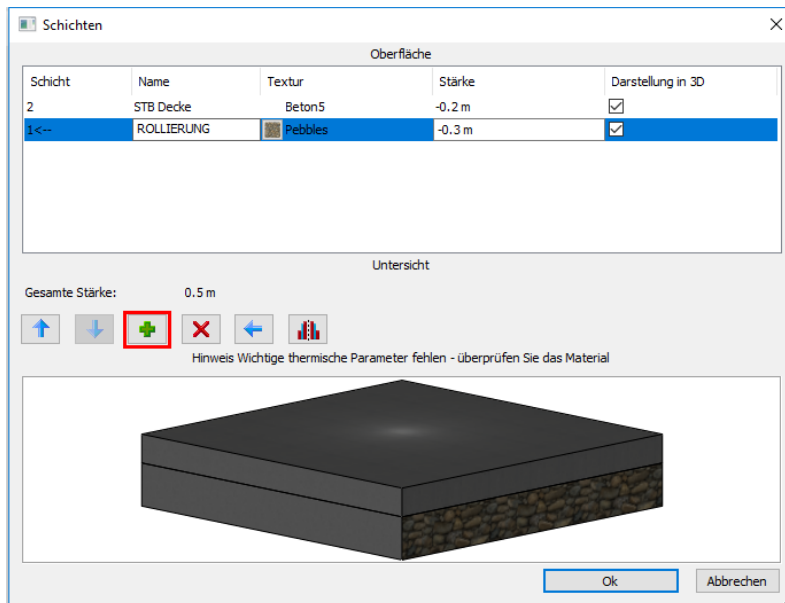 Schichten
Oberfläche
Schicht Name Textur Stärke Darstellung in 3D
2 STB Decke Beton5 -0.2 m
1<-- ROLLIERUNG Pebbles -0.3 m
Untersicht
Gesamte Stärke: 0.5 m
Hinweis Wichtige thermische Parameter fehlen - überprüfen Sie das Material
Ok Abbrechen